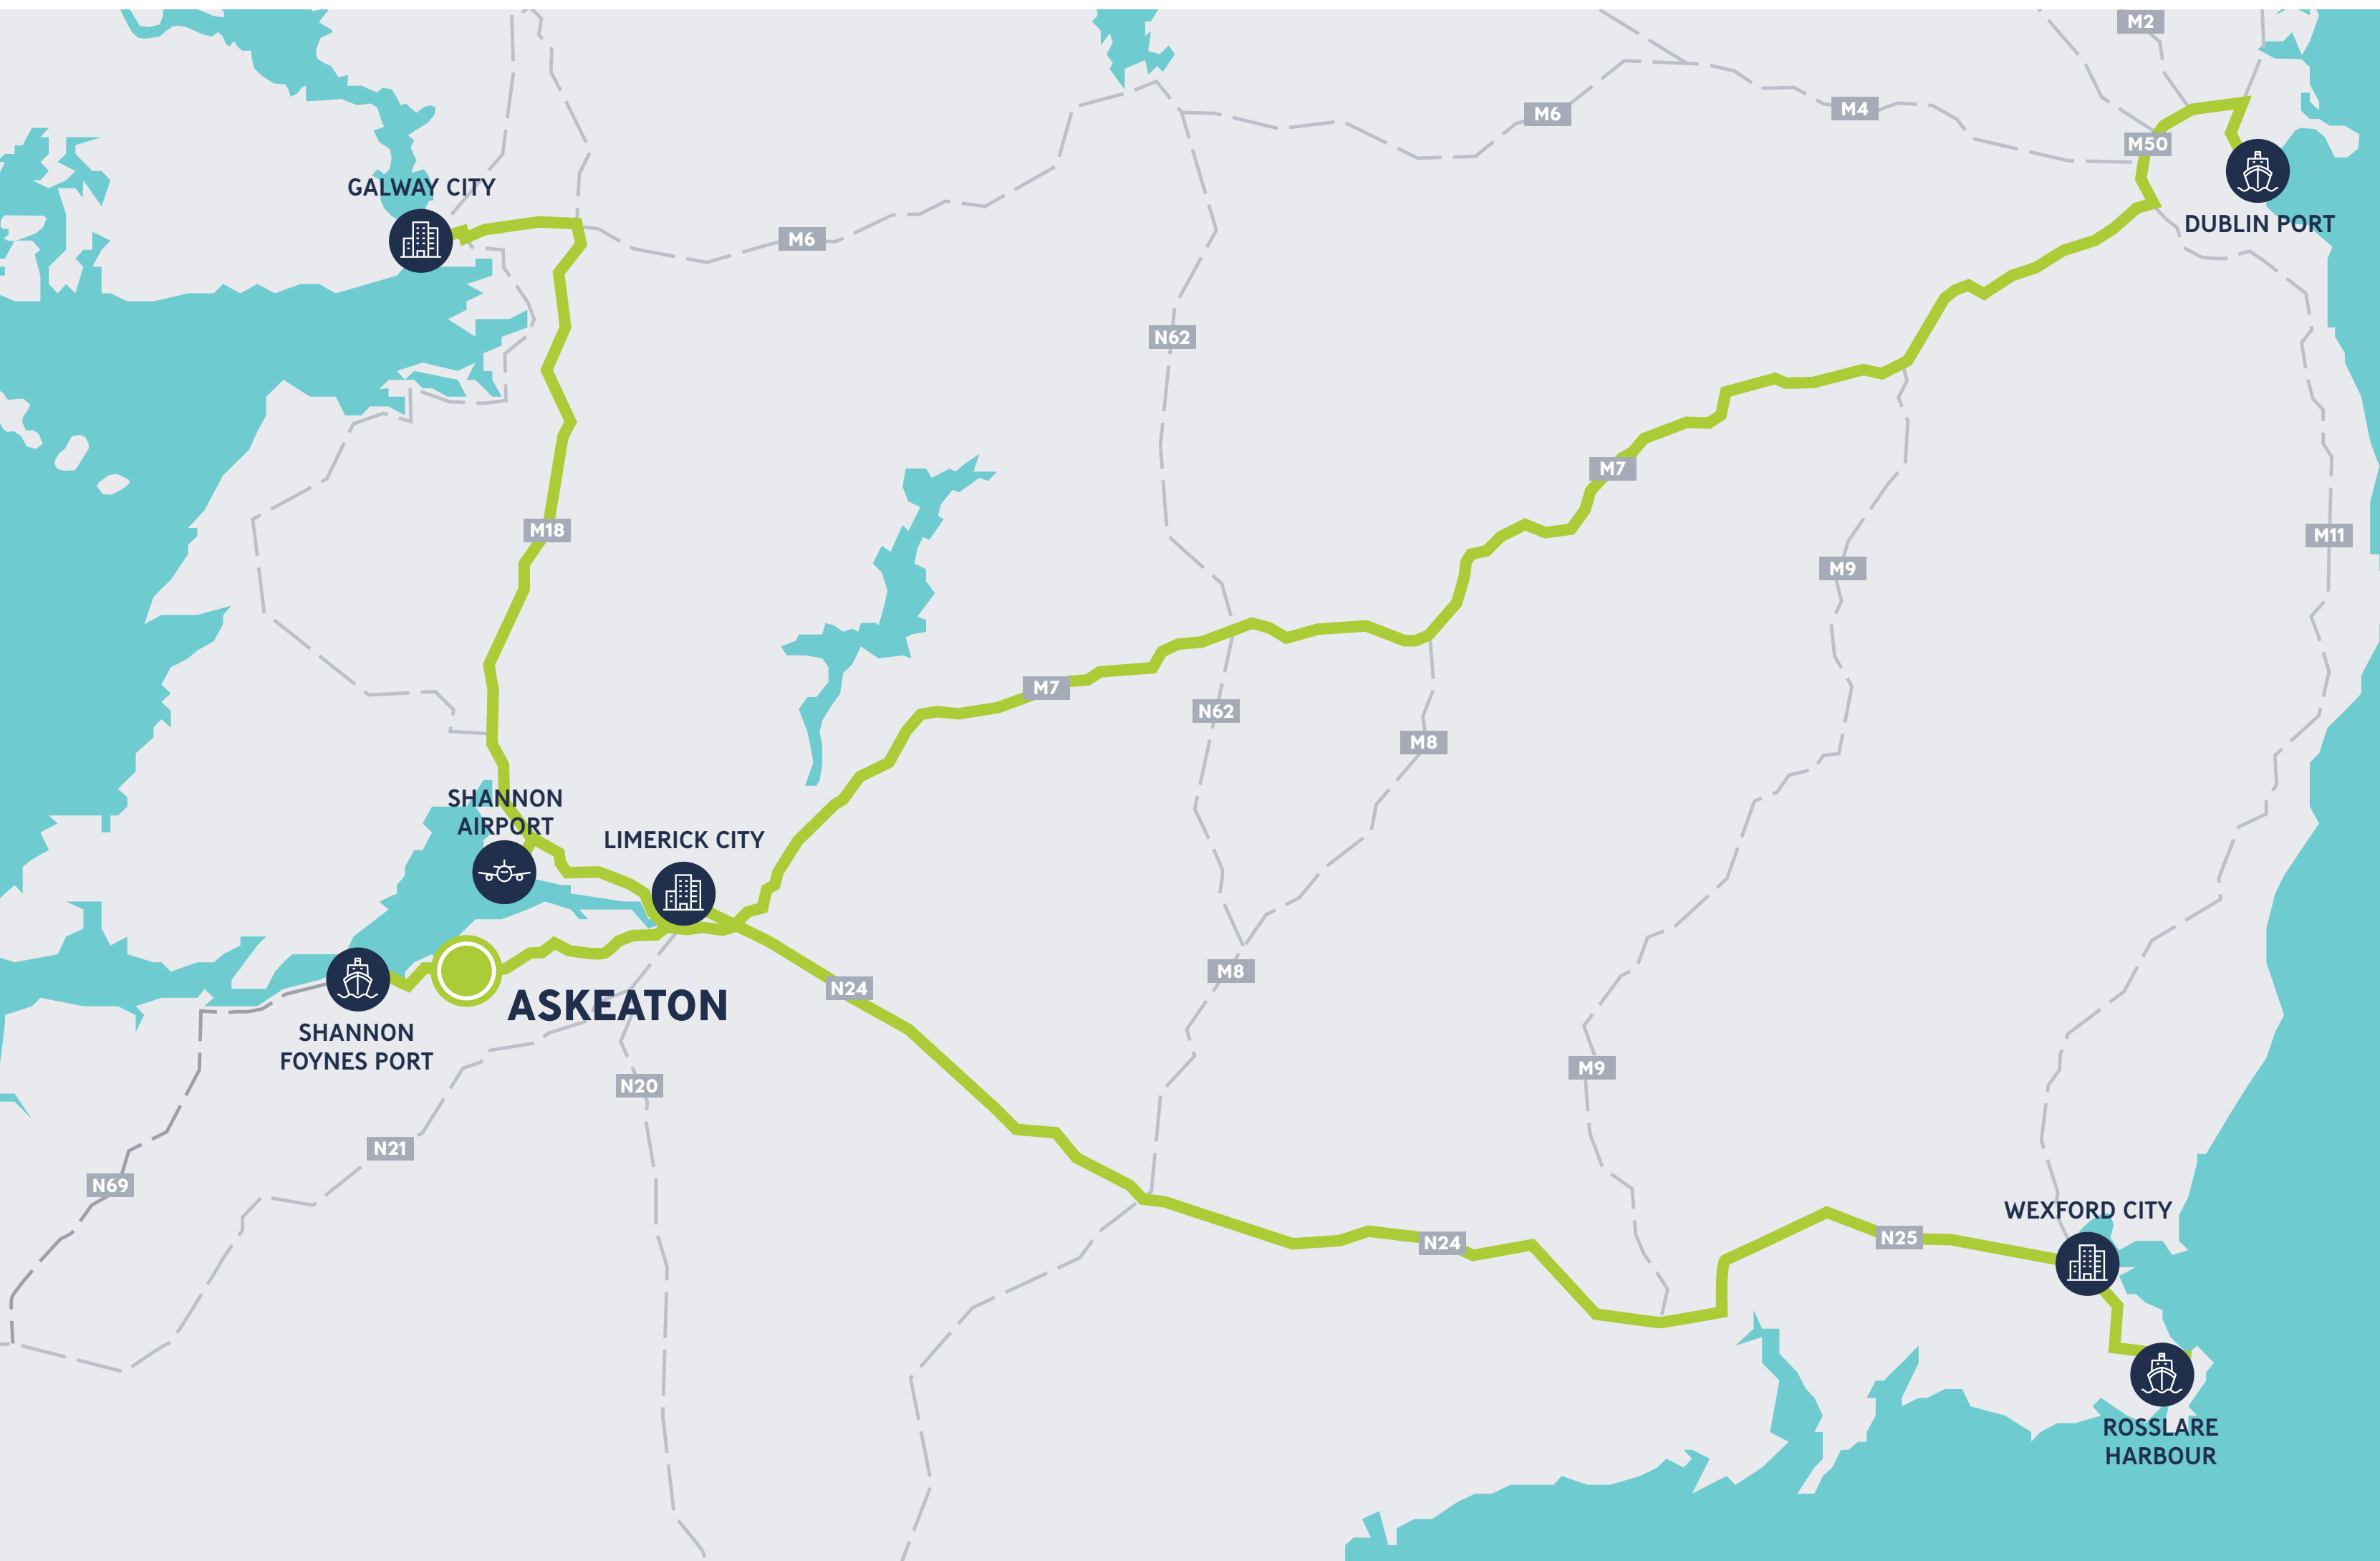 M2
M6
M4
M50
GALWAY CITY
DUBLIN PORT
M6
N62
M7
M18
M11
M9
M7
N62
M8
SHANNON
AIRPORT
LIMERICK CITY
M8
N24
ASKEATON
SHANNON
FOYNES PORT
M9
N20
N21
N69
WEXFORD CITY
N25
N24
ROSSLARE
HARBOUR